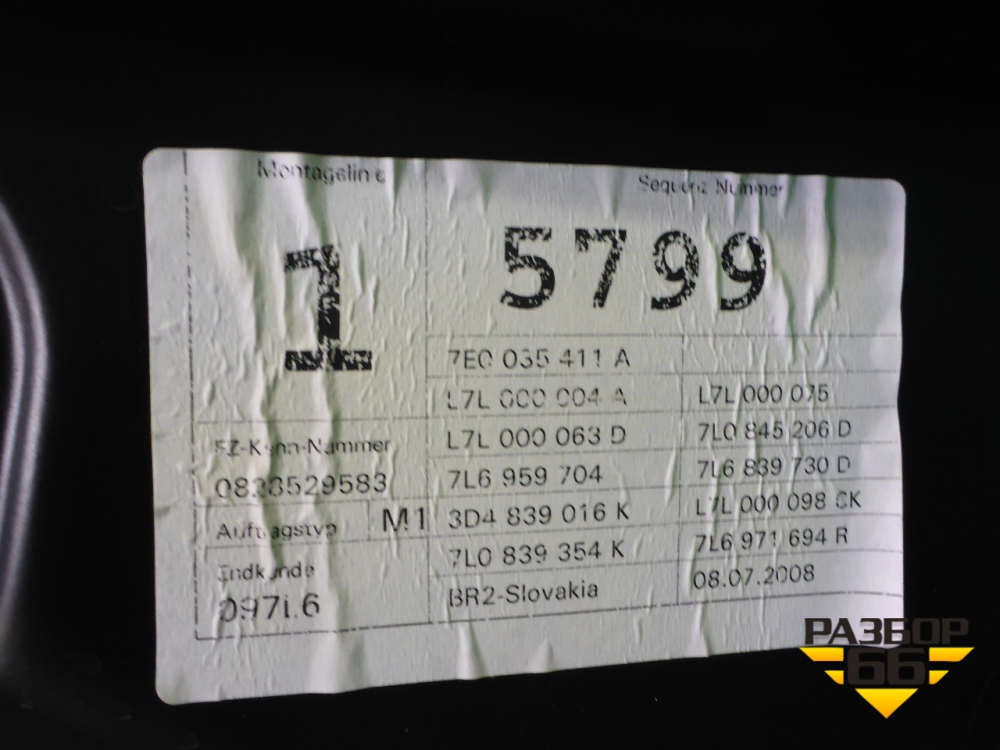 Montagelinie
Sequenz Nummer
1
5799
7E0 035 411 A
L7L 000 004 A
L7L 000 075
FZ-Kenn-Nummer
L7L 000 063 D
7L0 845 206 D
7L6 959 704
7L6 839 730 D
Auftragstyp
M1
3D4 839 016 K
L7L 000 098 CK
7L0 839 354 K
7L6 971 694 R
Endkunde
BR2-Slovakia
08.07.2008
РАЗБОР
66